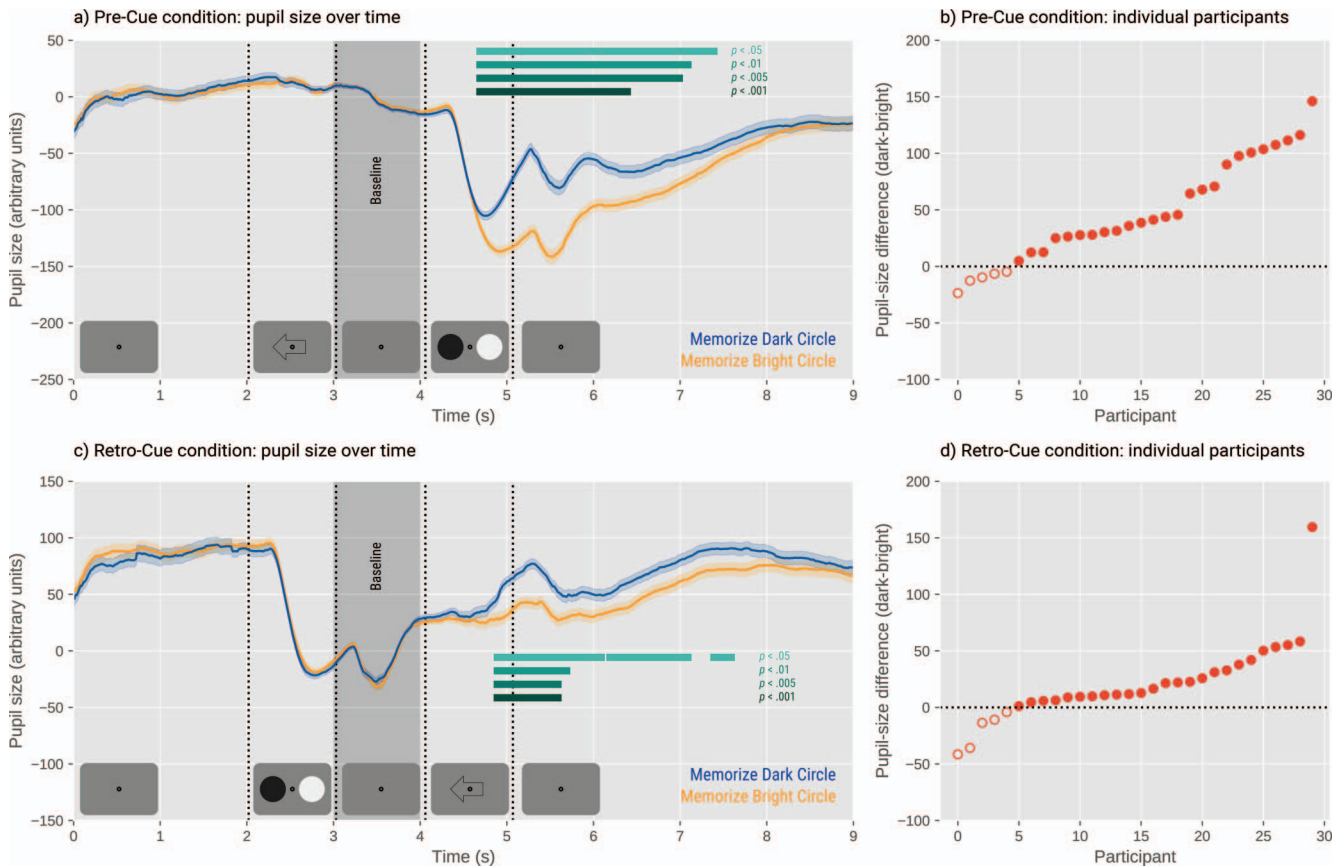 a) Pre-Cue condition: pupil size over time
50
0
−50
−100
−150
−200
−250
Pupil size (arbitrary units)
Baseline
p < .05
p < .01
p < .005
p < .001
Memorize Dark Circle
Memorize Bright Circle
0 1 2 3 4 5 6 7 8 9
Time (s)
b) Pre-Cue condition: individual participants
200
150
100
50
0
−50
−100
Pupil-size difference (dark-bright)
0 5 10 15 20 25 30
Participant
c) Retro-Cue condition: pupil size over time
150
100
50
0
−50
−100
−150
Pupil size (arbitrary units)
Baseline
p < .05
p < .01
p < .005
p < .001
Memorize Dark Circle
Memorize Bright Circle
0 1 2 3 4 5 6 7 8 9
Time (s)
d) Retro-Cue condition: individual participants
200
150
100
50
0
−50
−100
Pupil-size difference (dark-bright)
0 5 10 15 20 25 30
Participant